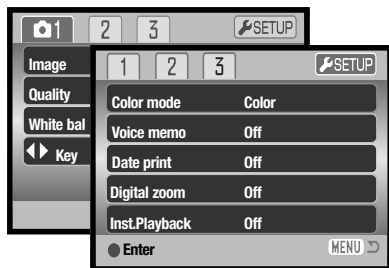 1 2 3 SETUP
Image
Quality
White bal
Key
1 2 3 SETUP
Color mode Color
Voice memo Off
Date print Off
Digital zoom Off
Inst.Playback Off
Enter MENU